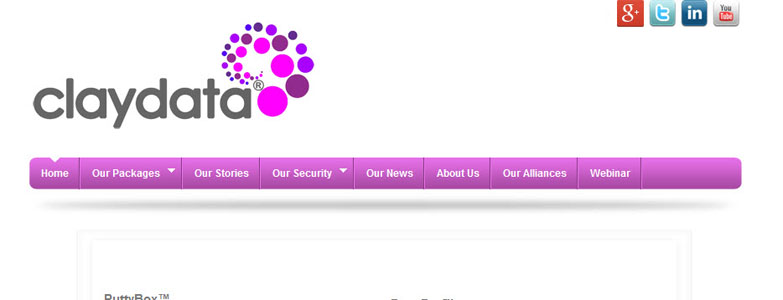 g+ t in You Tube
claydata®
Home Our Packages Our Stories Our Security Our News About Us Our Alliances Webinar
PuttyBox™